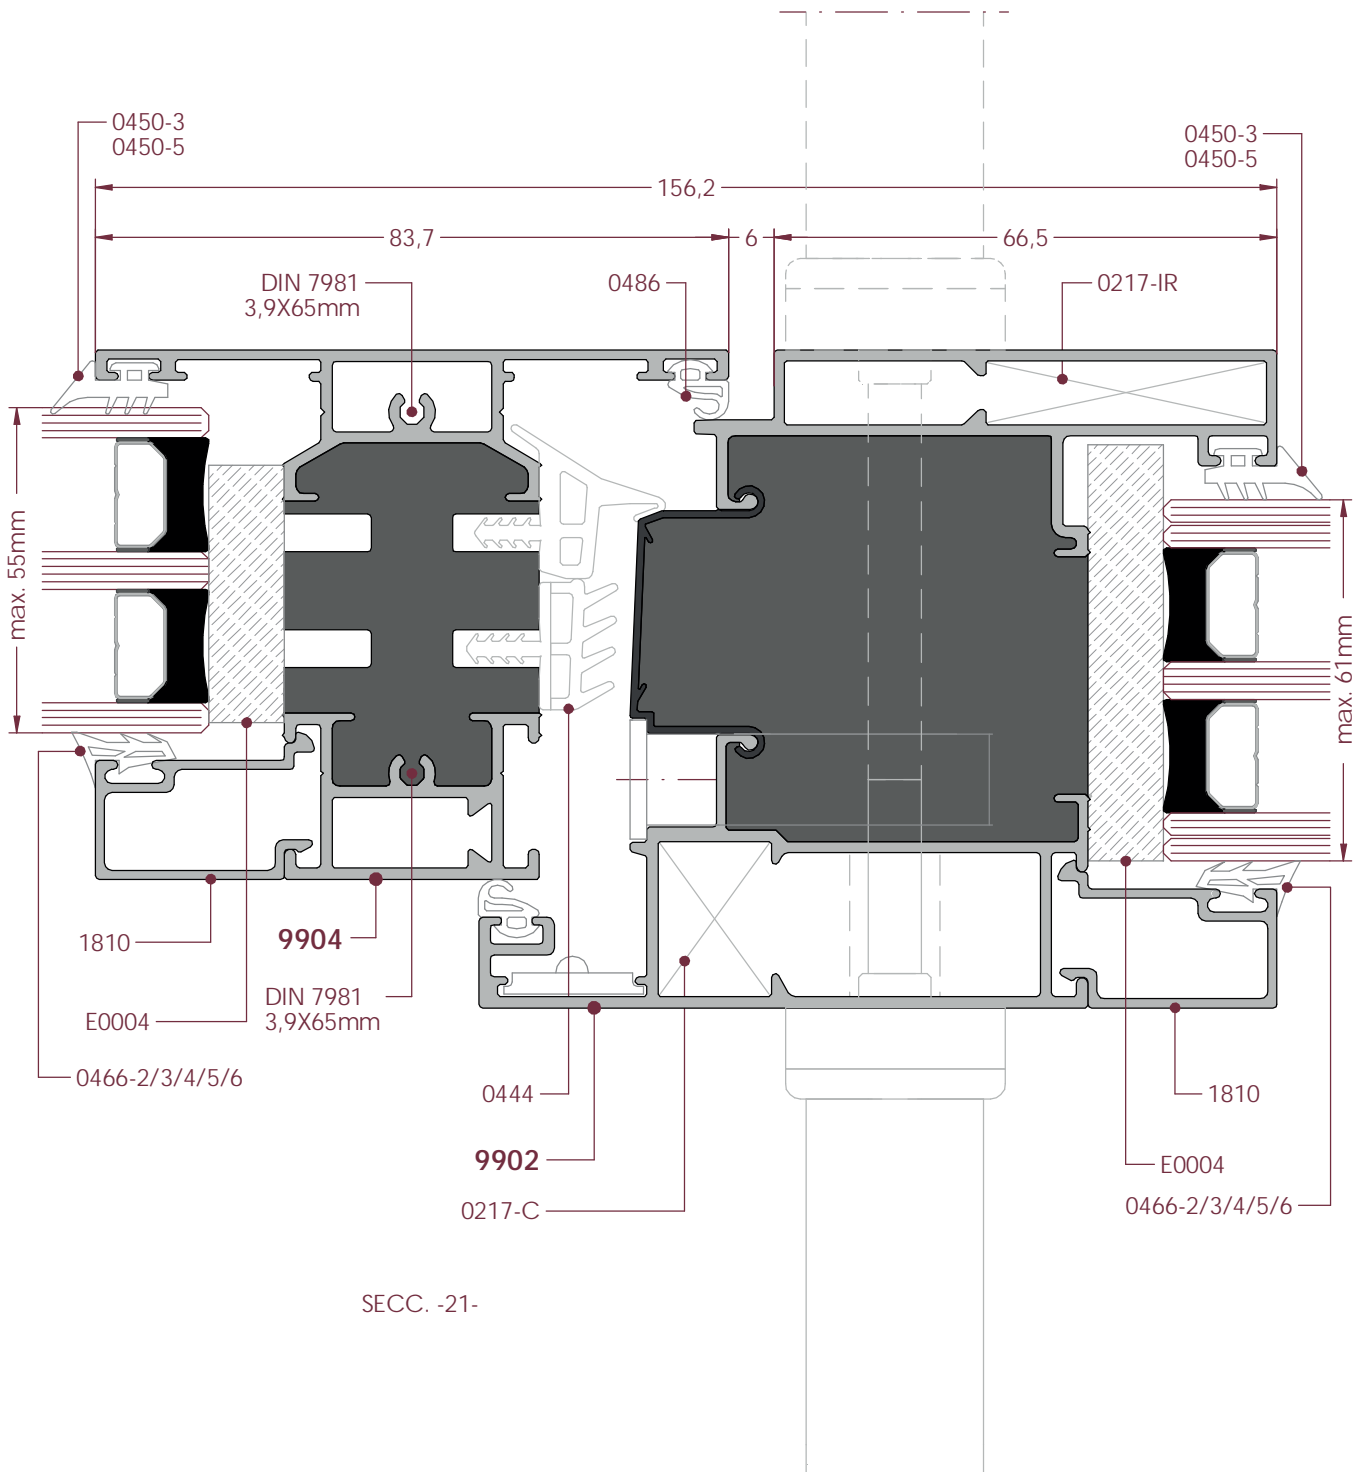 0450-3
0450-5
0450-3
0450-5
156,2
83,7
6
66,5
DIN 7981
3,9X65mm
0486
0217-IR
max. 55mm
max. 61mm
1810
9904
DIN 7981
3,9X65mm
E0004
0466-2/3/4/5/6
0444
1810
9902
E0004
0217-C
0466-2/3/4/5/6
SECC. -21-